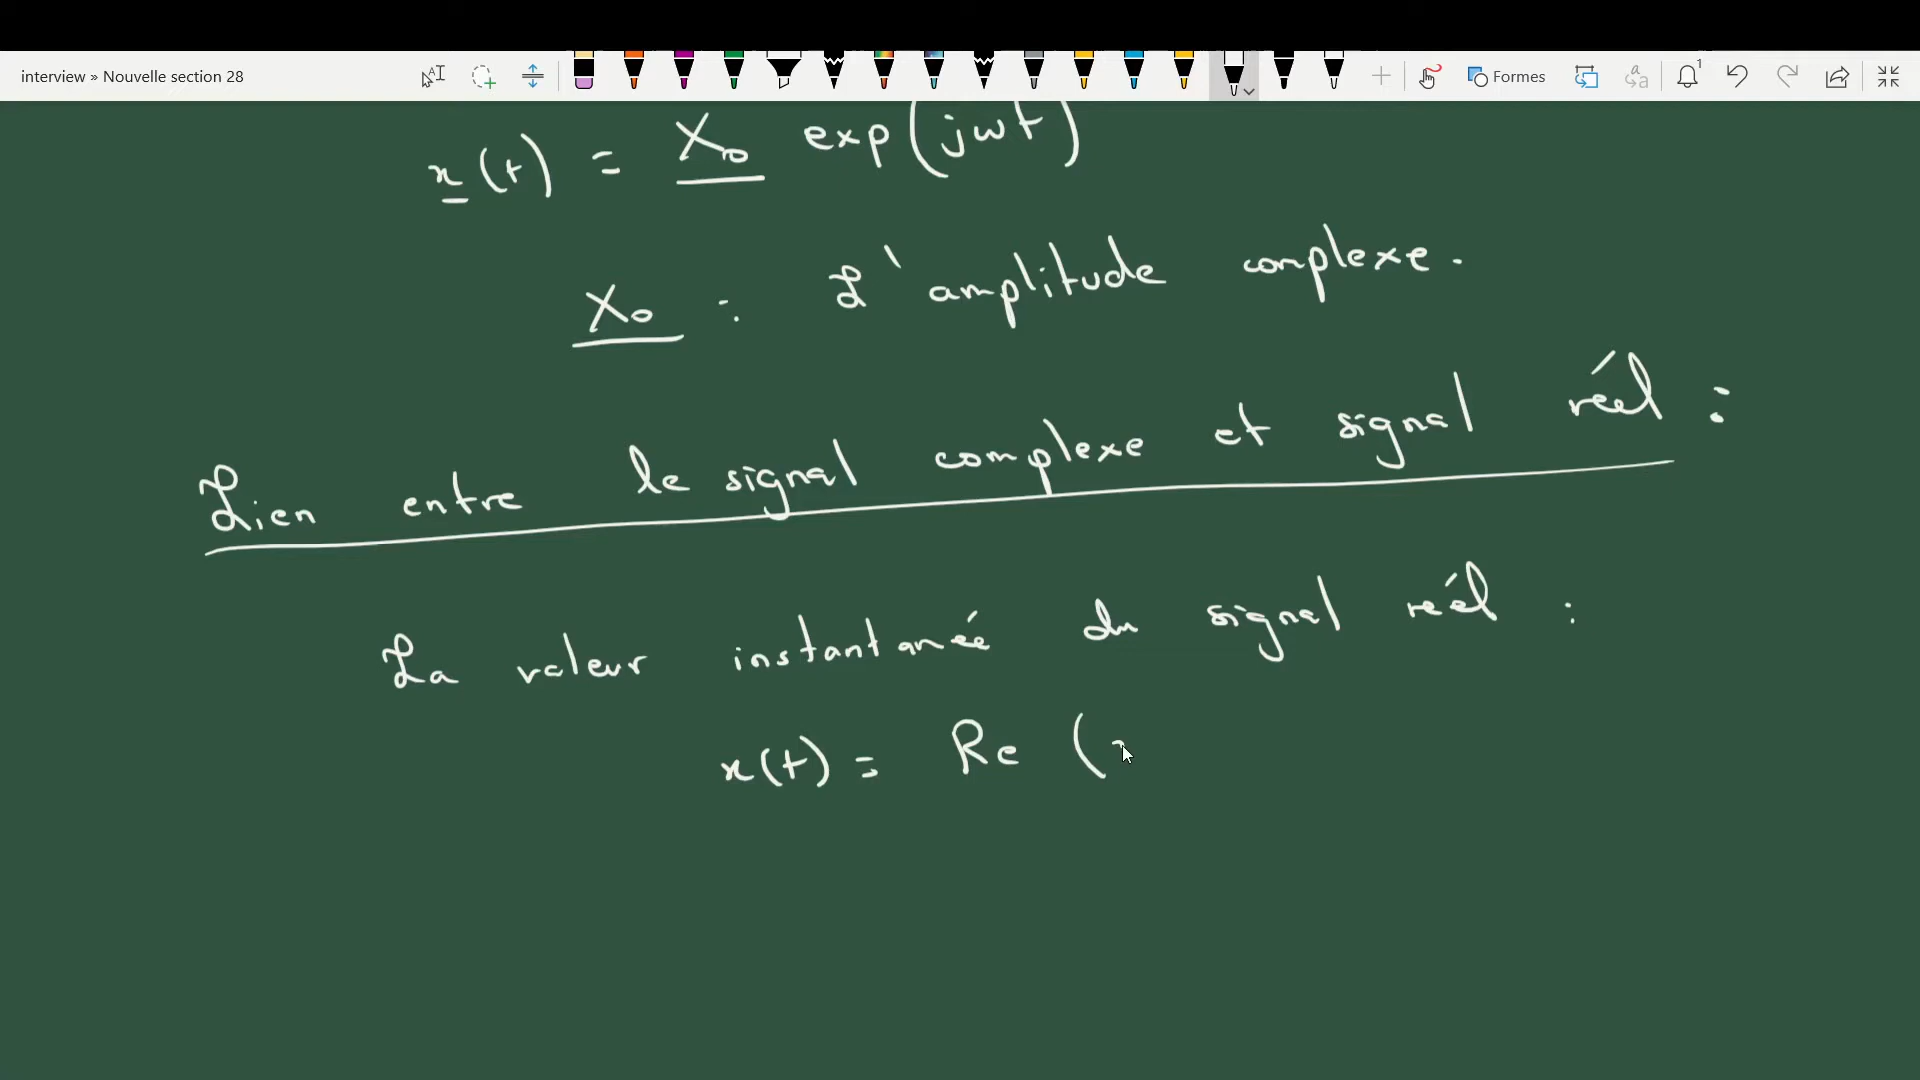 interview » Nouvelle section 28
Formes
1
x(t) = X₀ exp(jωt)
X₀ : L'amplitude complexe.
Lien entre le signal complexe et signal réel :
La valeur instantanée du signal réel :
x(t) = Re (